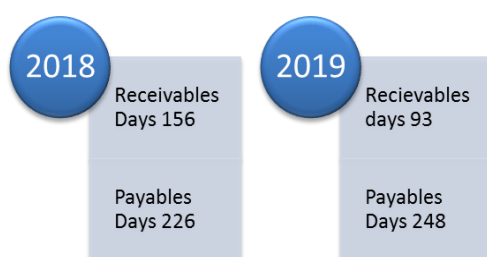 2018
Receivables
Days 156
Payables
Days 226
2019
Recievables
days 93
Payables
Days 248